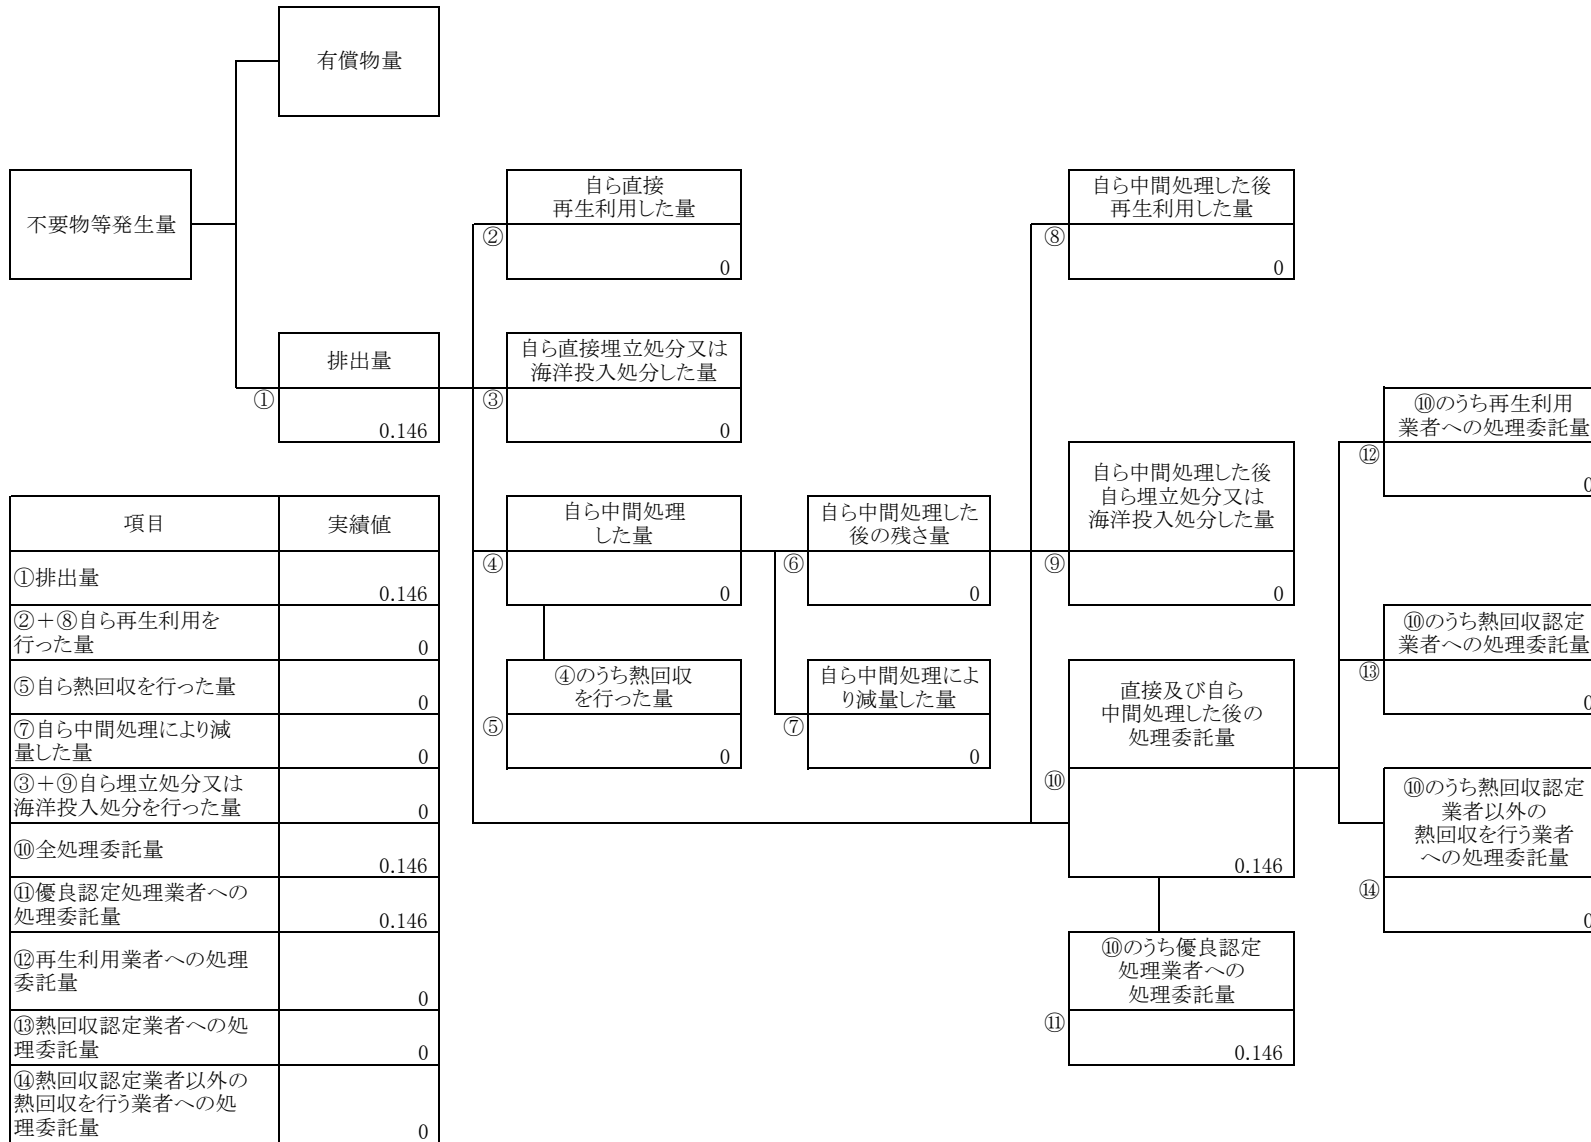 有償物量
不要物等発生量
自ら直接
再生利用した量
②
0
自ら中間処理した後
再生利用した量
⑧
0
排出量
①
0.146
自ら直接埋立処分又は
海洋投入処分した量
③
0
⑩のうち再生利用
業者への処理委託量
⑫
0
自ら中間処理
した量
④
0
自ら中間処理した
後の残さ量
⑥
0
自ら中間処理した後
自ら埋立処分又は
海洋投入処分した量
⑨
0
④のうち熱回収
を行った量
⑤
0
自ら中間処理によ
り減量した量
⑦
0
直接及び自ら
中間処理した後の
処理委託量
⑩
0.146
⑩のうち熱回収認定
業者への処理委託量
⑬
0
⑩のうち熱回収認定
業者以外の
熱回収を行う業者
への処理委託量
⑭
0
⑩のうち優良認定
処理業者への
処理委託量
⑪
0.146
項目 実績値
①排出量 0.146
②+⑧自ら再生利用を
行った量 0
⑤自ら熱回収を行った量 0
⑦自ら中間処理により減
量した量 0
③+⑨自ら埋立処分又は
海洋投入処分を行った量 0
⑩全処理委託量 0.146
⑪優良認定処理業者への
処理委託量 0.146
⑫再生利用業者への処理
委託量 0
⑬熱回収認定業者への処
理委託量 0
⑭熱回収認定業者以外の
熱回収を行う業者への処
理委託量 0